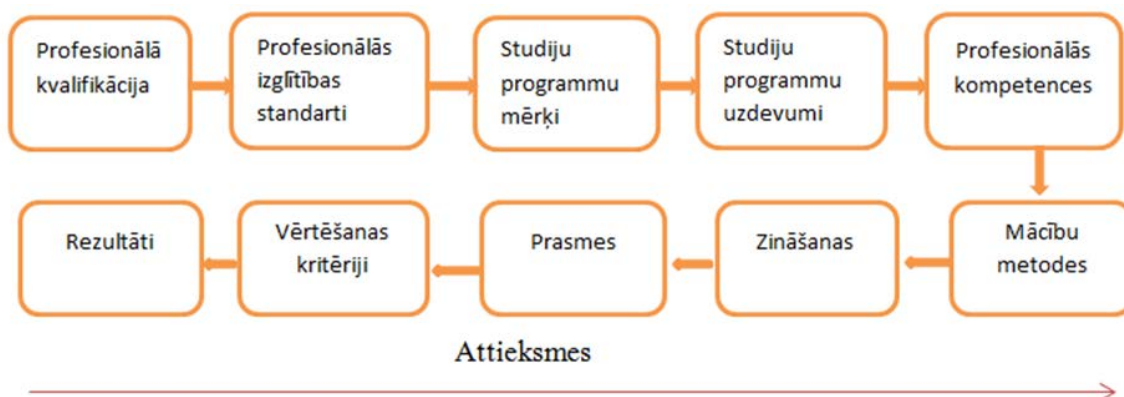 Profesionālā
kvalifikācija
Profesionālās
izglītības
standarti
Studiju
programmu
mērķi
Studiju
programmu
uzdevumi
Profesionālās
kompetences
Rezultāti
Vērtēšanas
kritēriji
Prasmes
Zināšanas
Mācību
metodes
Attieksmes